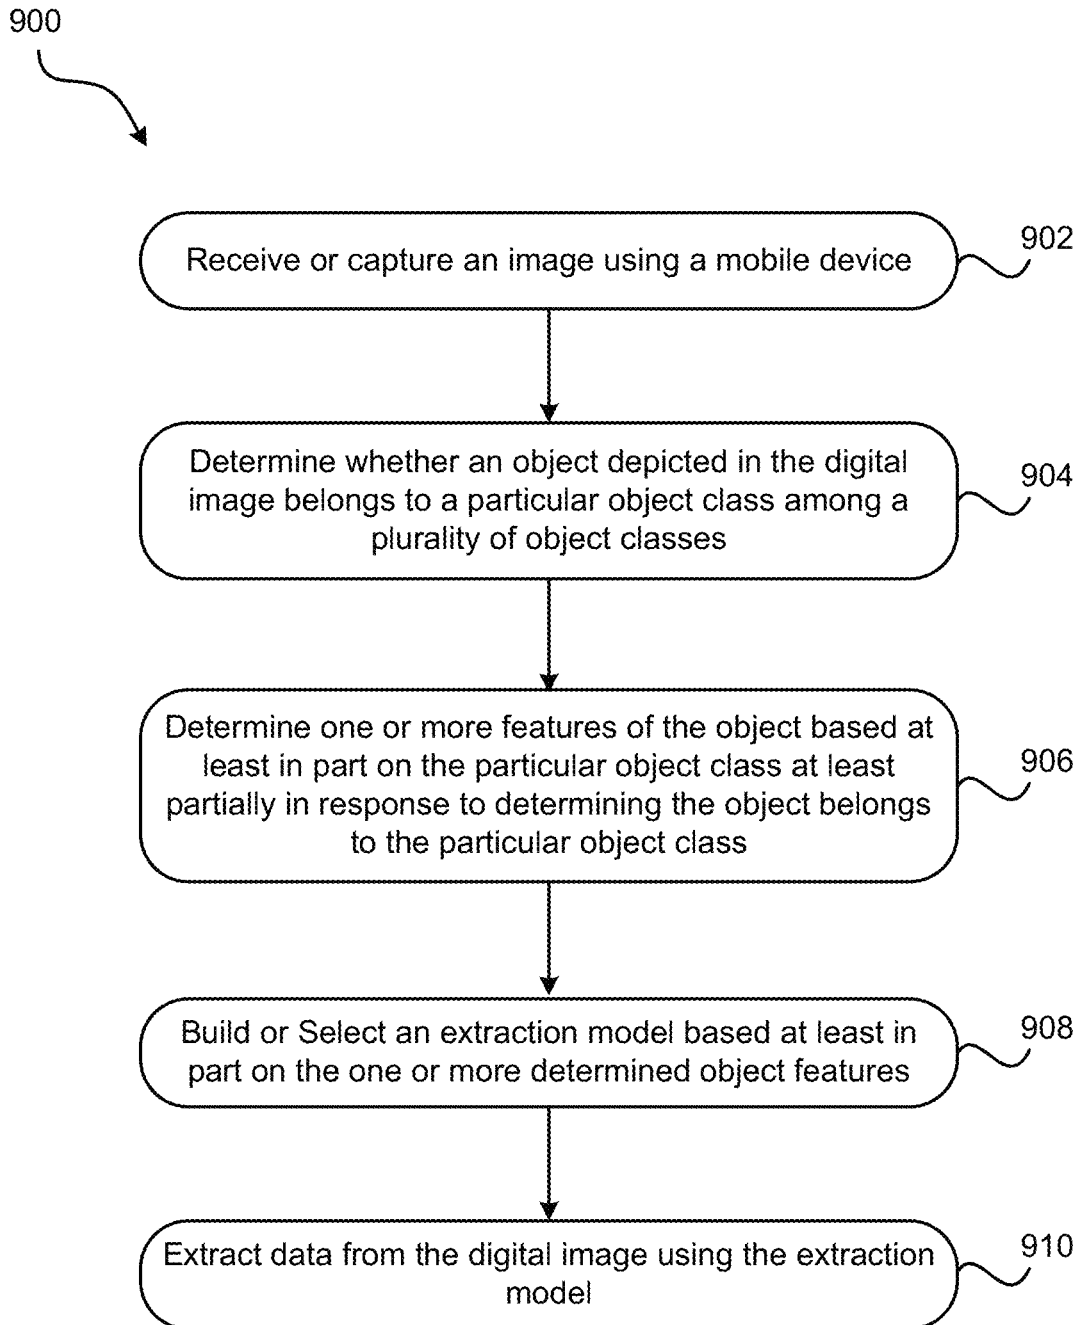 900
Receive or capture an image using a mobile device
902
Determine whether an object depicted in the digital
image belongs to a particular object class among a
plurality of object classes
904
Determine one or more features of the object based at
least in part on the particular object class at least
partially in response to determining the object belongs
to the particular object class
906
Build or Select an extraction model based at least in
part on the one or more determined object features
908
Extract data from the digital image using the extraction
model
910